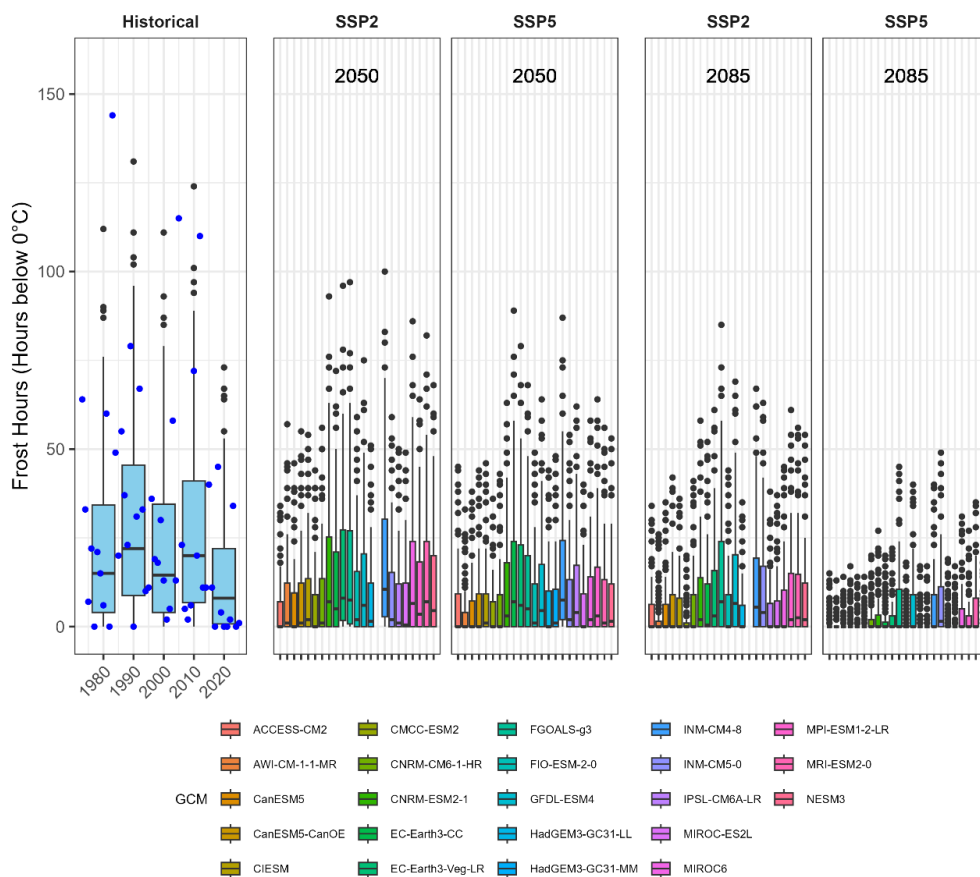 Historical SSP2 SSP5 SSP2 SSP5
2050 2050 2085 2085
Frost Hours (Hours below 0°C)
150
100
50
0
1980 1990 2000 2010 2020
GCM
ACCESS-CM2 CMCC-ESM2 FGOALS-g3 INM-CM4-8 MPI-ESM1-2-LR
AWI-CM-1-1-MR CNRM-CM6-1-HR FIO-ESM-2-0 INM-CM5-0 MRI-ESM2-0
CanESM5 CNRM-ESM2-1 GFDL-ESM4 IPSL-CM6A-LR NESM3
CanESM5-CanOE EC-Earth3-CC HadGEM3-GC31-LL MIROC-ES2L
CIESM EC-Earth3-Veg-LR HadGEM3-GC31-MM MIROC6